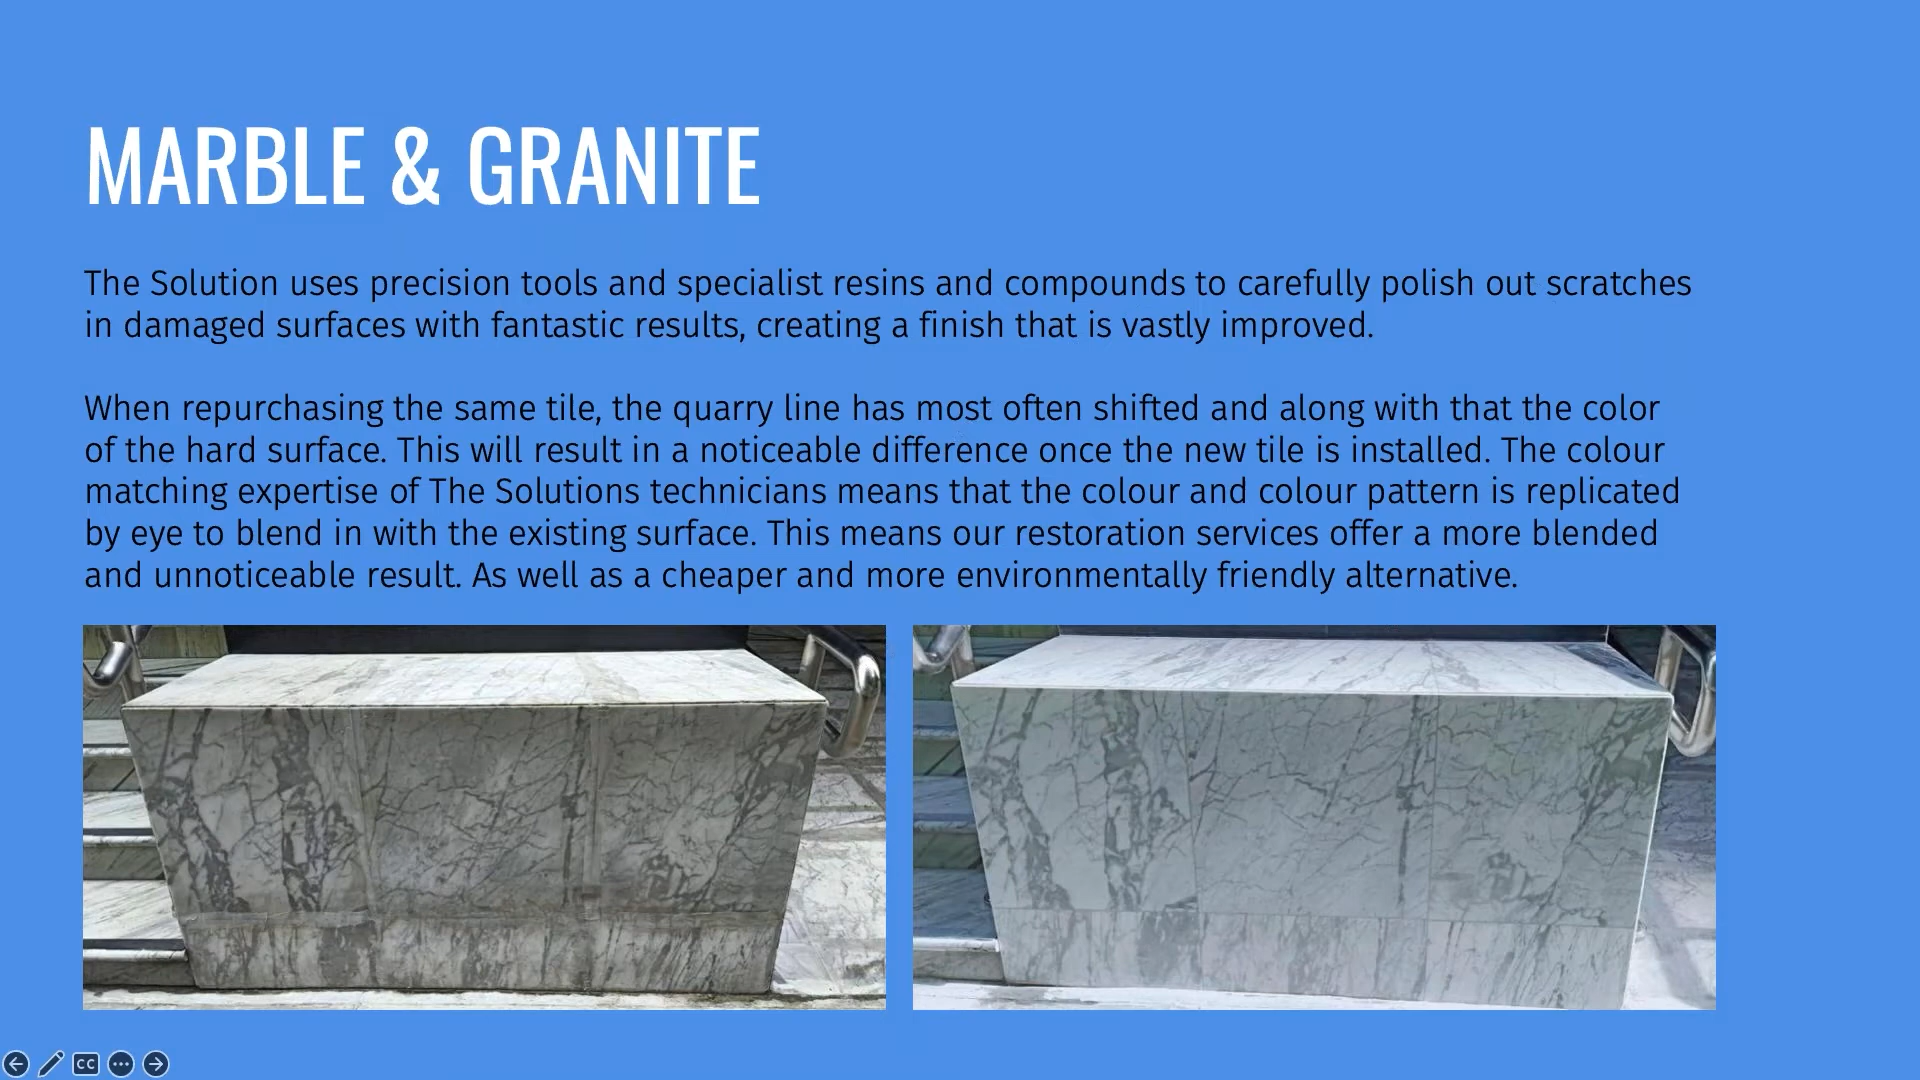 MARBLE & GRANITE
The Solution uses precision tools and specialist resins and compounds to carefully polish out scratches
in damaged surfaces with fantastic results, creating a finish that is vastly improved.
When repurchasing the same tile, the quarry line has most often shifted and along with that the color
of the hard surface. This will result in a noticeable difference once the new tile is installed. The colour
matching expertise of The Solutions technicians means that the colour and colour pattern is replicated
by eye to blend in with the existing surface. This means our restoration services offer a more blended
and unnoticeable result. As well as a cheaper and more environmentally friendly alternative.
CC